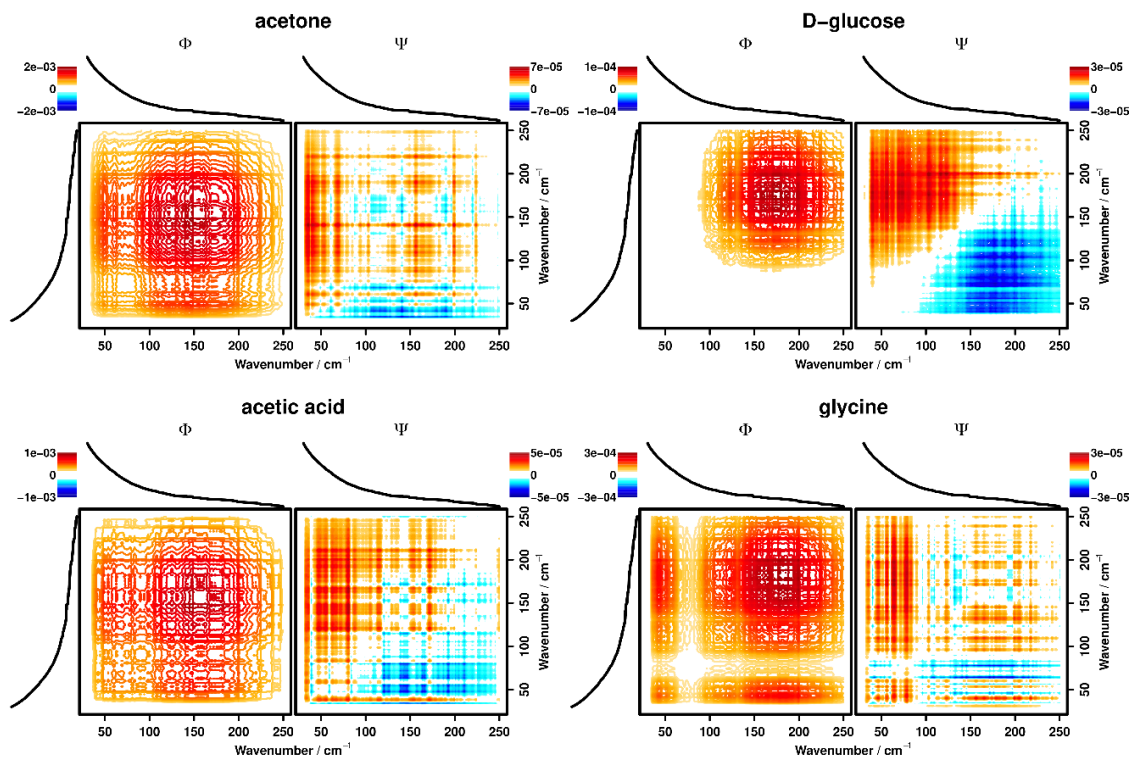 acetone
Φ Ψ
2e−03
0
−2e−03
7e−05
0
−7e−05
50 100 150 200 250
Wavenumber / cm⁻¹
50 100 150 200 250
50 100 150 200 250
Wavenumber / cm⁻¹
D−glucose
Φ Ψ
1e−04
0
−1e−04
3e−05
0
−3e−05
50 100 150 200 250
Wavenumber / cm⁻¹
50 100 150 200 250
50 100 150 200 250
Wavenumber / cm⁻¹
acetic acid
Φ Ψ
1e−03
0
−1e−03
5e−05
0
−5e−05
50 100 150 200 250
Wavenumber / cm⁻¹
50 100 150 200 250
50 100 150 200 250
Wavenumber / cm⁻¹
glycine
Φ Ψ
3e−04
0
−3e−04
3e−05
0
−3e−05
50 100 150 200 250
Wavenumber / cm⁻¹
50 100 150 200 250
50 100 150 200 250
Wavenumber / cm⁻¹